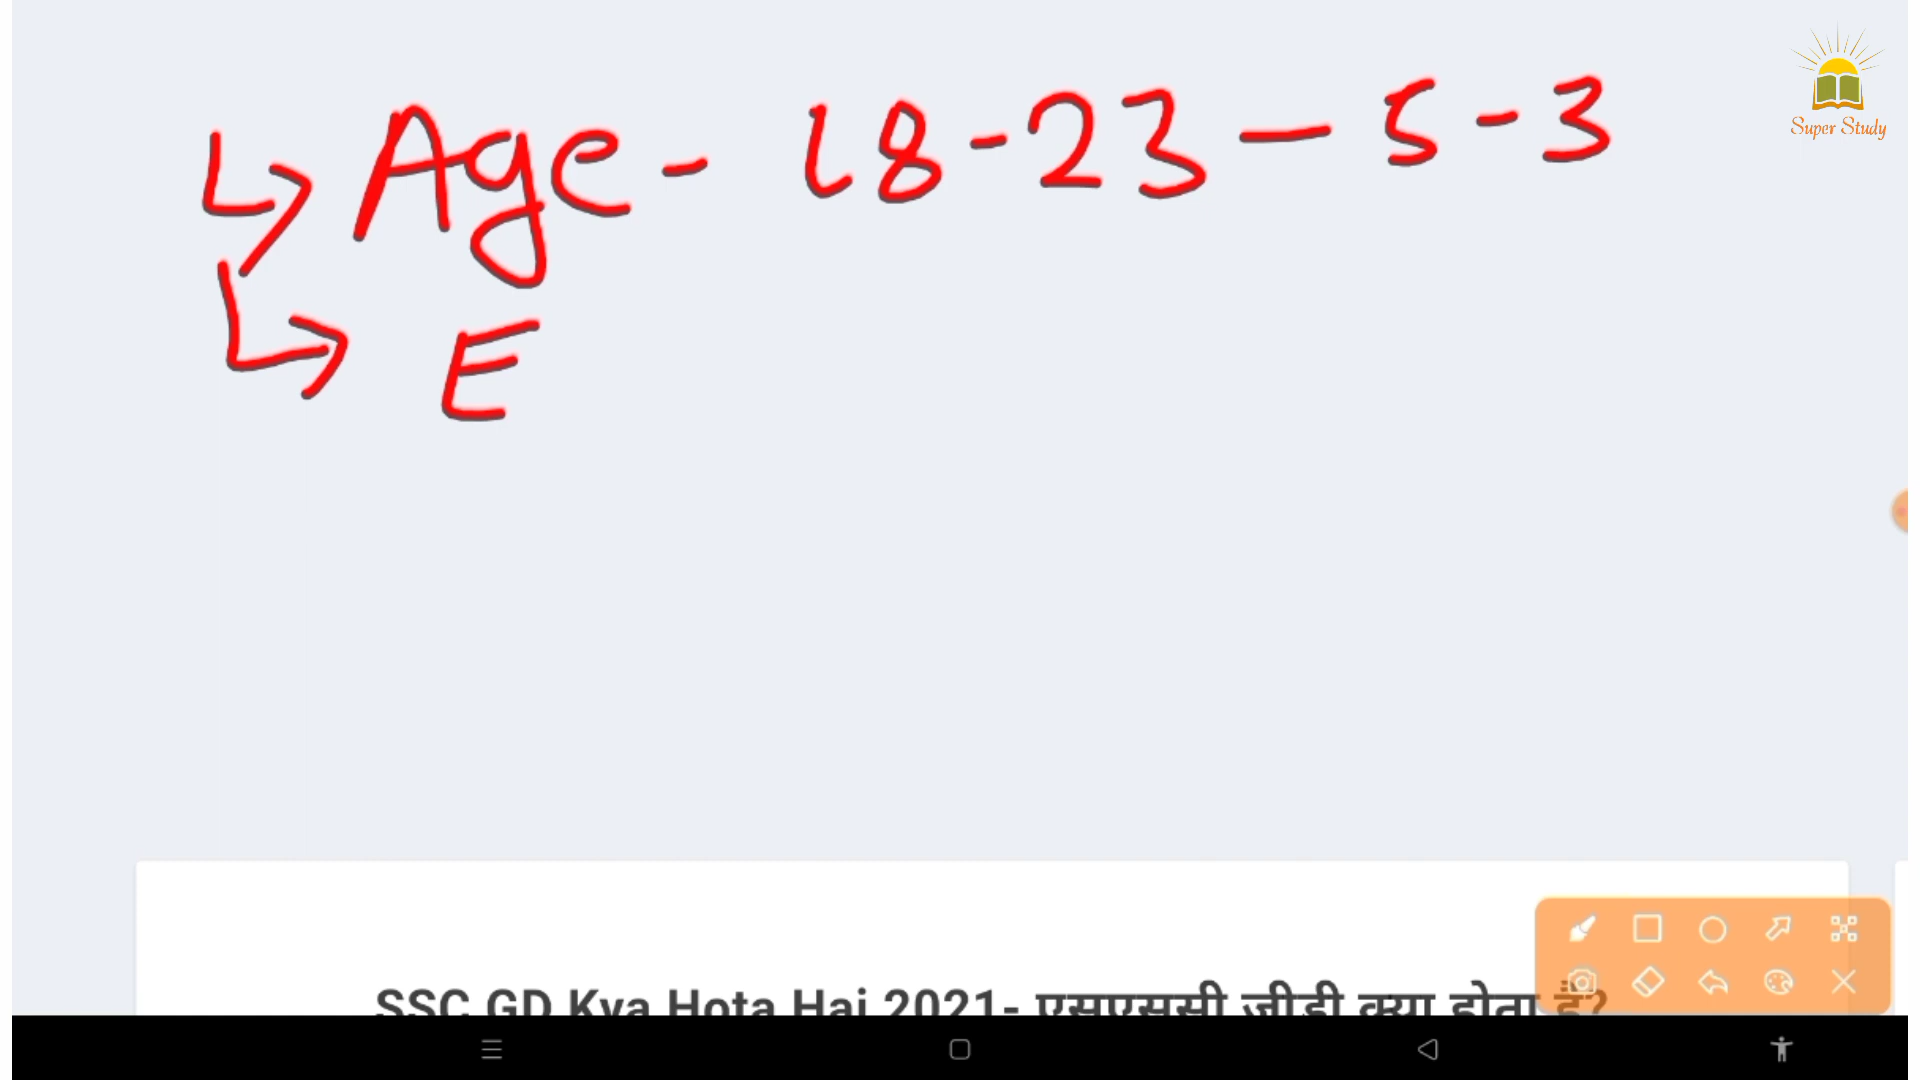 Super Study
Age - 18-23 — 5-3
E
SSC GD Kya Hota Hai 2021- एसएससी जीडी क्या होता है?